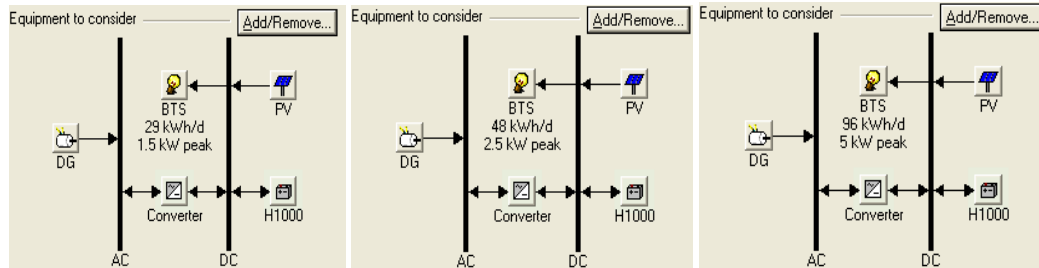 Equipment to consider Add/Remove...
BTS
29 kWh/d
1.5 kW peak
PV
DG
Converter
H1000
AC DC
Equipment to consider Add/Remove...
BTS
48 kWh/d
2.5 kW peak
PV
DG
Converter
H1000
AC DC
Equipment to consider Add/Remove...
BTS
96 kWh/d
5 kW peak
PV
DG
Converter
H1000
AC DC